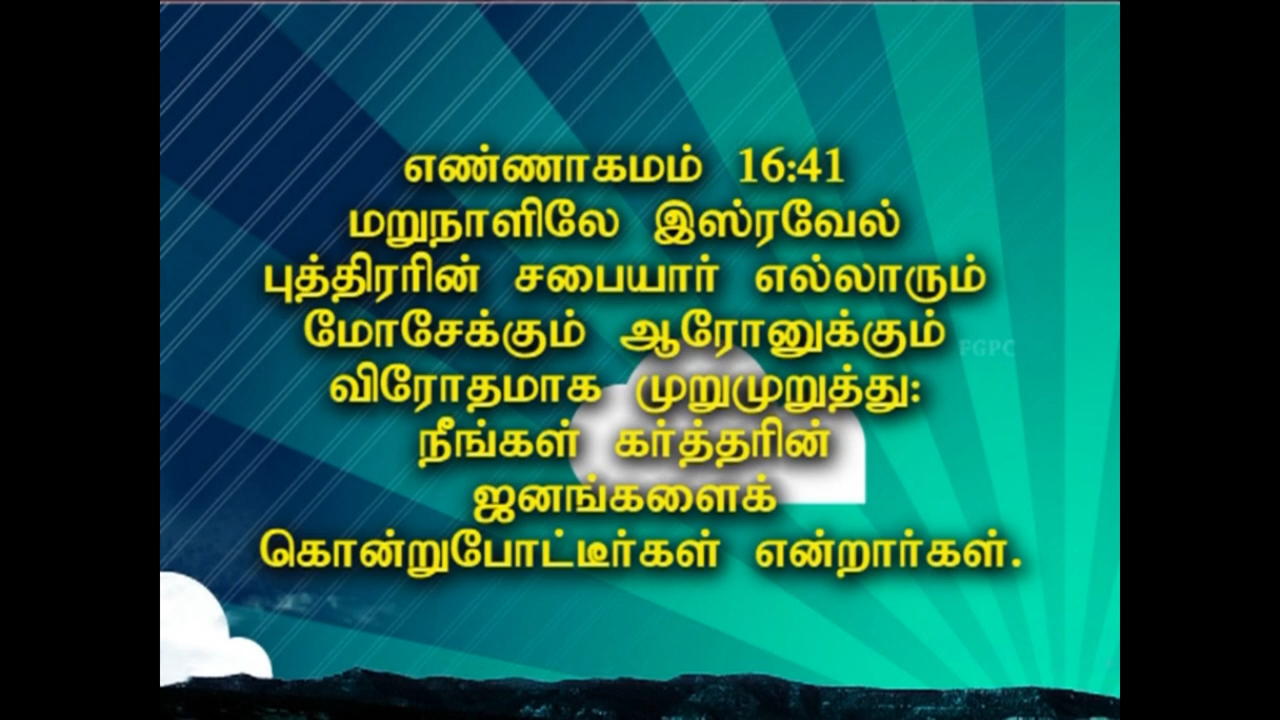 எண்ணாகமம் 16:41
மறுநாளிலே இஸ்ரவேல்
புத்திரரின் சபையார் எல்லாரும்
மோசேக்கும் ஆரோனுக்கும்
விரோதமாக முறுமுறுத்து:
நீங்கள் கர்த்தரின்
ஜனங்களைக்
கொன்றுபோட்டீர்கள் என்றார்கள்.
FGPC